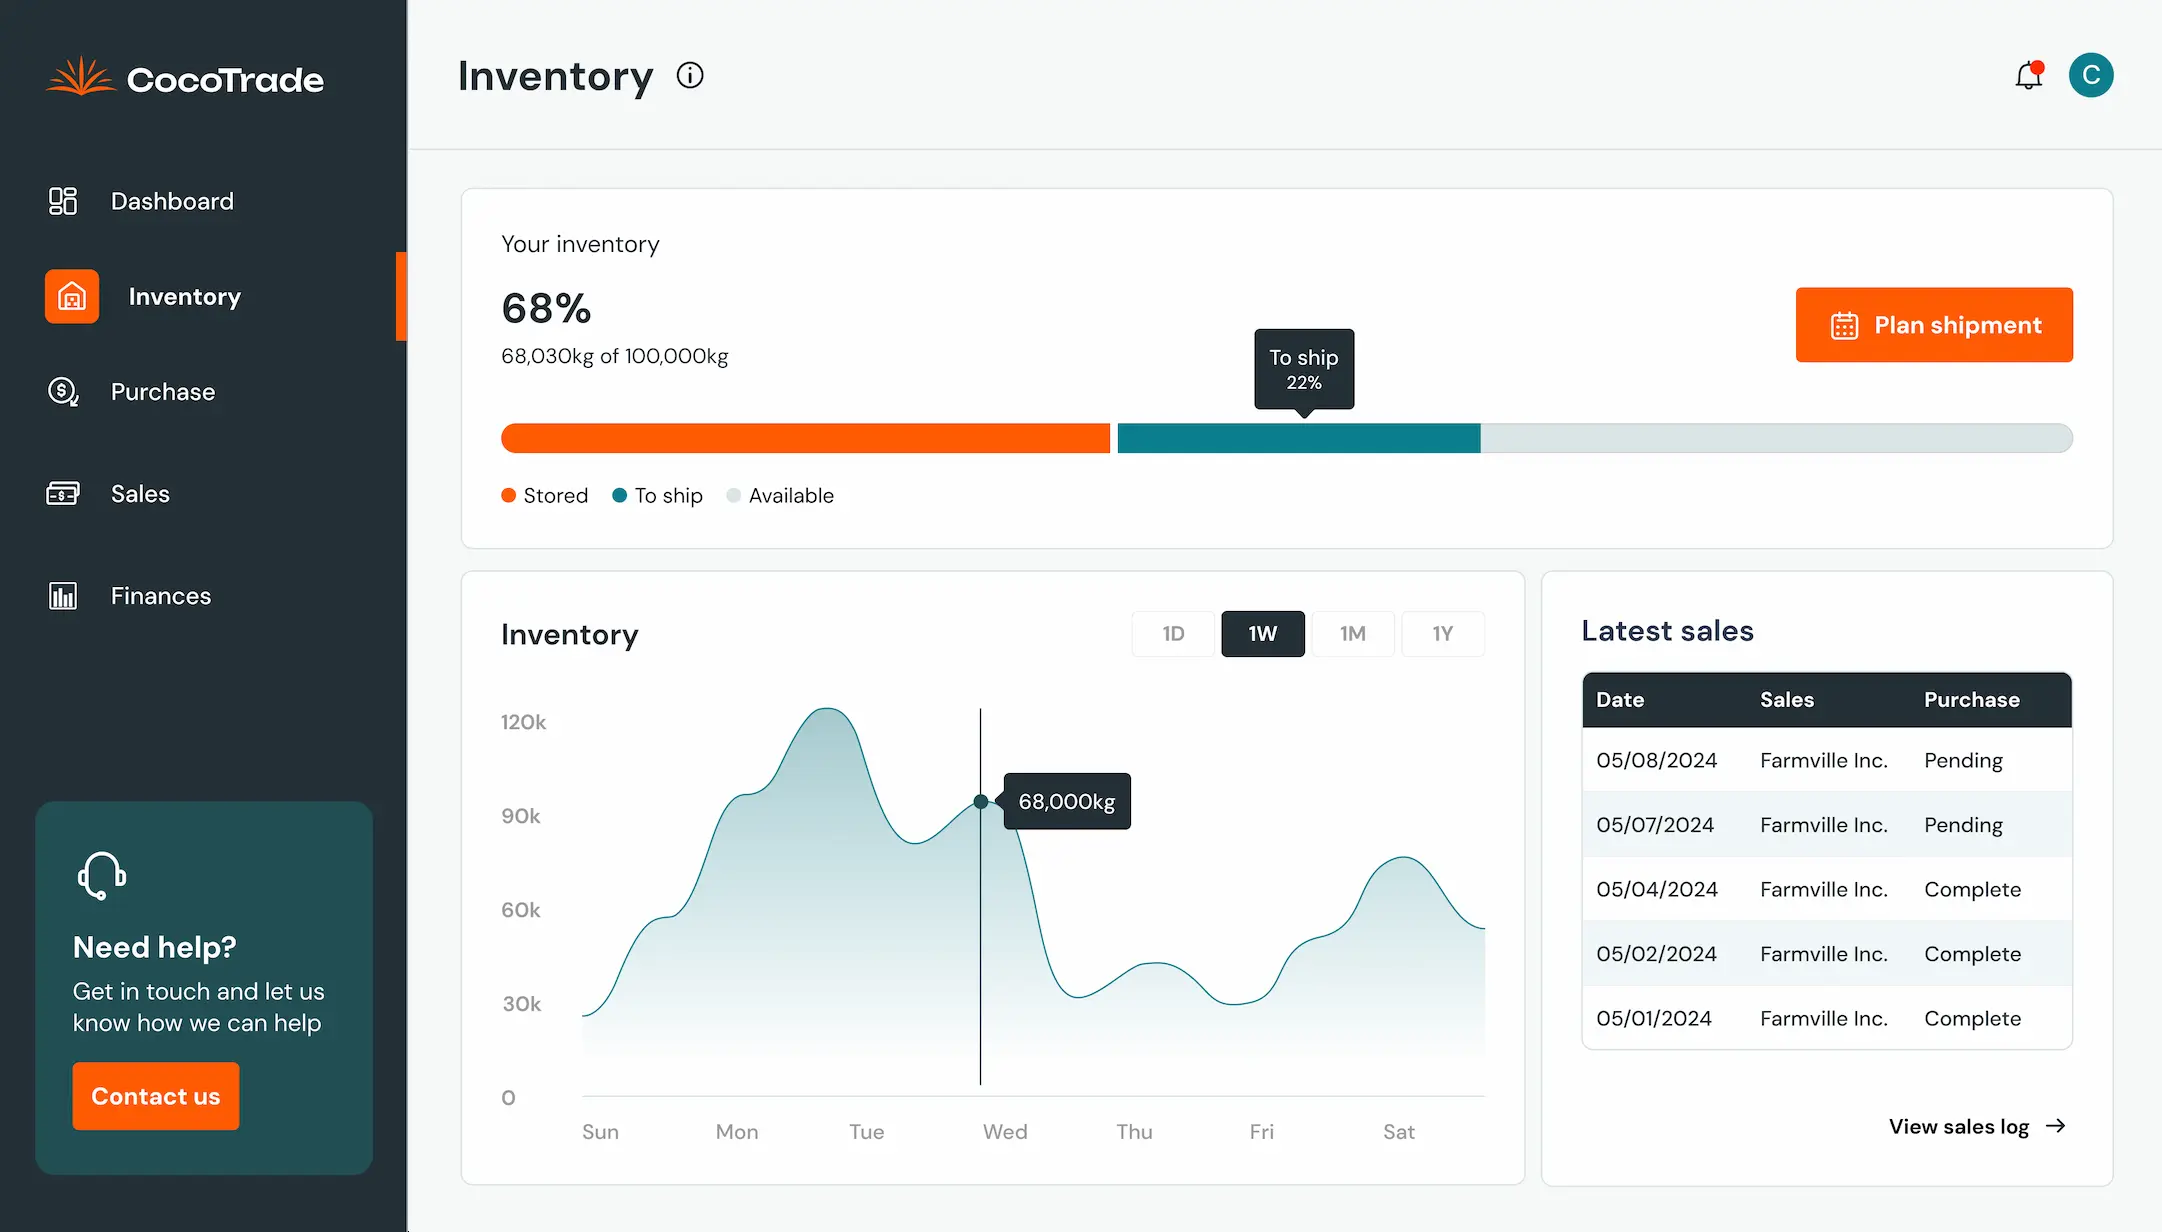 CocoTrade
Dashboard
Inventory
Purchase
Sales
Finances
Need help?
Get in touch and let us
know how we can help
Contact us
Inventory
C
Your inventory
68%
68,030kg of 100,000kg
Plan shipment
To ship
22%
Stored To ship Available
Inventory
1D 1W 1M 1Y
120k
90k
60k
30k
0
68,000kg
Sun Mon Tue Wed Thu Fri Sat
Latest sales
Date Sales Purchase
05/08/2024 Farmville Inc. Pending
05/07/2024 Farmville Inc. Pending
05/04/2024 Farmville Inc. Complete
05/02/2024 Farmville Inc. Complete
05/01/2024 Farmville Inc. Complete
View sales log →